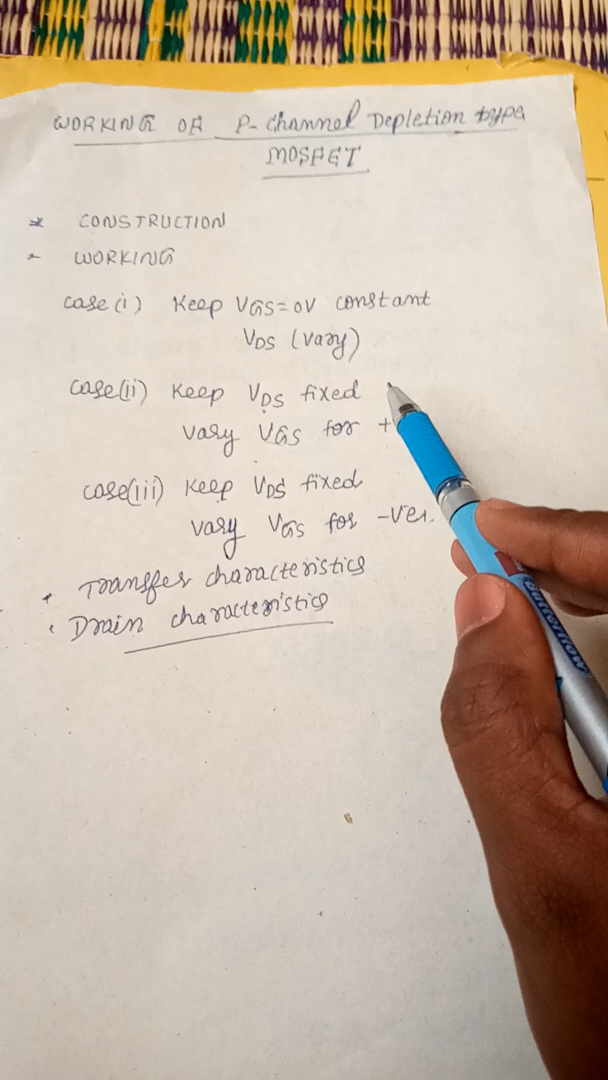 WORKING OF P-Channel Depletion type
MOSFET
* CONSTRUCTION
- WORKING
case(i) Keep VGS=0V constant
VDS (vary)
case(ii) Keep VDS fixed
vary VGS for +
case(iii) Keep VDS fixed
vary VGS for -ve.
• Transfer characteristics
• Drain characteristics
butterflow